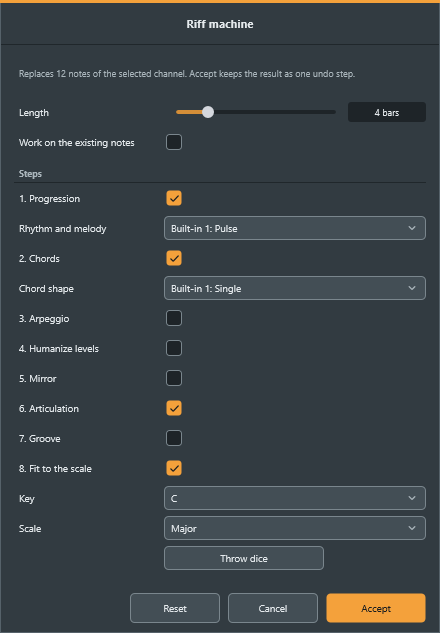 Riff machine
Replaces 12 notes of the selected channel. Accept keeps the result as one undo step.
Length 4 bars
Work on the existing notes
Steps
1. Progression
Rhythm and melody Built-in 1: Pulse
2. Chords
Chord shape Built-in 1: Single
3. Arpeggio
4. Humanize levels
5. Mirror
6. Articulation
7. Groove
8. Fit to the scale
Key C
Scale Major
Throw dice
Reset Cancel Accept